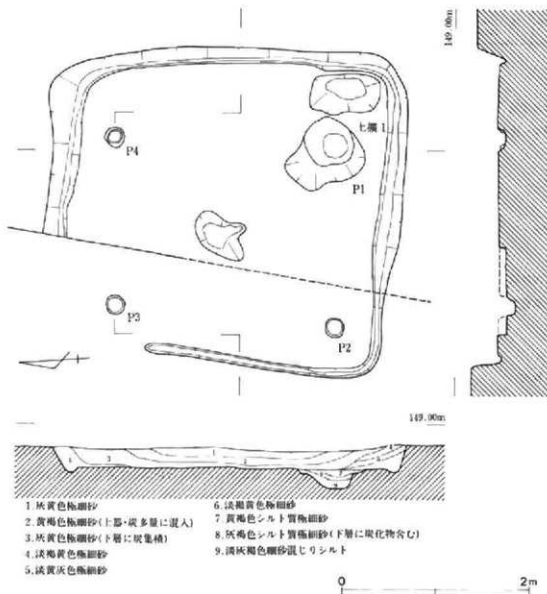 149.00m
土壙1
P4
P1
P3
P2
149.00m
1.灰黄色極細砂
2.黄褐色極細砂(土器・炭多量に混入)
3.灰黄色極細砂(下層に炭集積)
4.淡褐色極細砂
5.淡黄灰色極細砂
6.淡褐黄色極細砂
7.黄褐色シルト質極細砂
8.灰褐色シルト質極細砂(下層に炭化物含む)
9.淡灰褐色細砂混じりシルト
0 2m